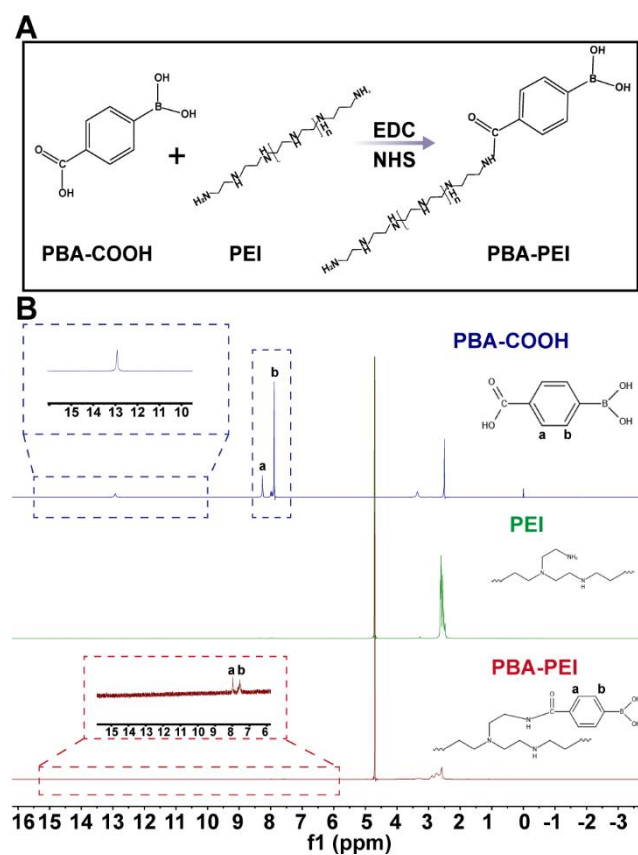 A
OH
B
OH
O
C
OH
+
H₂N
N
H
H
N
N
H
H
N
n
N
H
H
N
NH
EDC
NHS
OH
B
OH
O
C
NH
H₂N
N
H
H
N
N
H
H
N
n
N
H
H
N
PBA-COOH PEI PBA-PEI
B
PBA-COOH
15 14 13 12 11 10
a
b
O
C
HO
a b
B
OH
OH
PEI
NH₂
N
N
H
PBA-PEI
a b
15 14 13 12 11 10 9 8 7 6
O
C
NH
a b
B
N
N
H
16 15 14 13 12 11 10 9 8 7 6 5 4 3 2 1 0 -1 -2 -3
f1 (ppm)